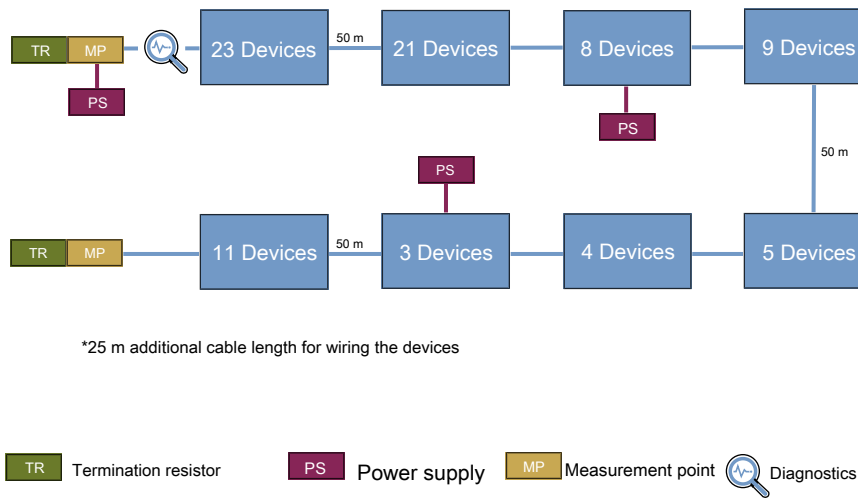 TR MP 23 Devices 50 m 21 Devices 8 Devices 9 Devices
PS
PS
50 m
PS
TR MP 11 Devices 50 m 3 Devices 4 Devices 5 Devices
*25 m additional cable length for wiring the devices
TR Termination resistor PS Power supply MP Measurement point Diagnostics